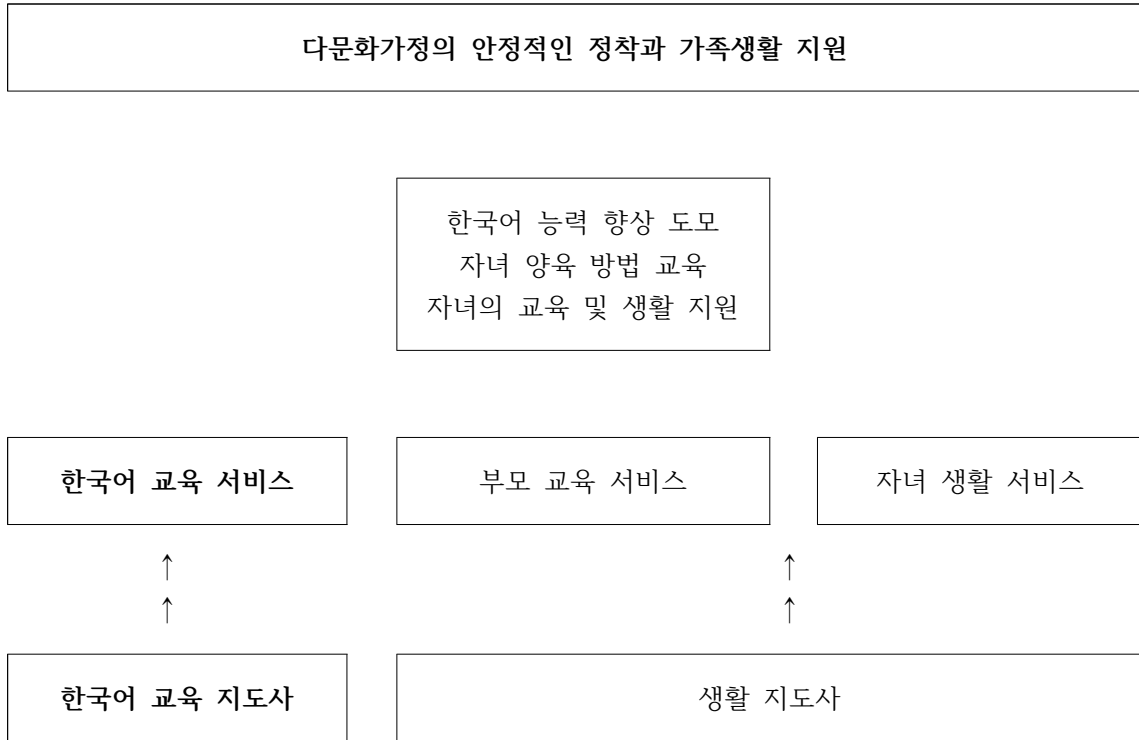 다문화가정의 안정적인 정착과 가족생활 지원
한국어 능력 향상 도모
자녀 양육 방법 교육
자녀의 교육 및 생활 지원
한국어 교육 서비스
부모 교육 서비스
자녀 생활 서비스
↑
↑
↑
↑
한국어 교육 지도사
생활 지도사